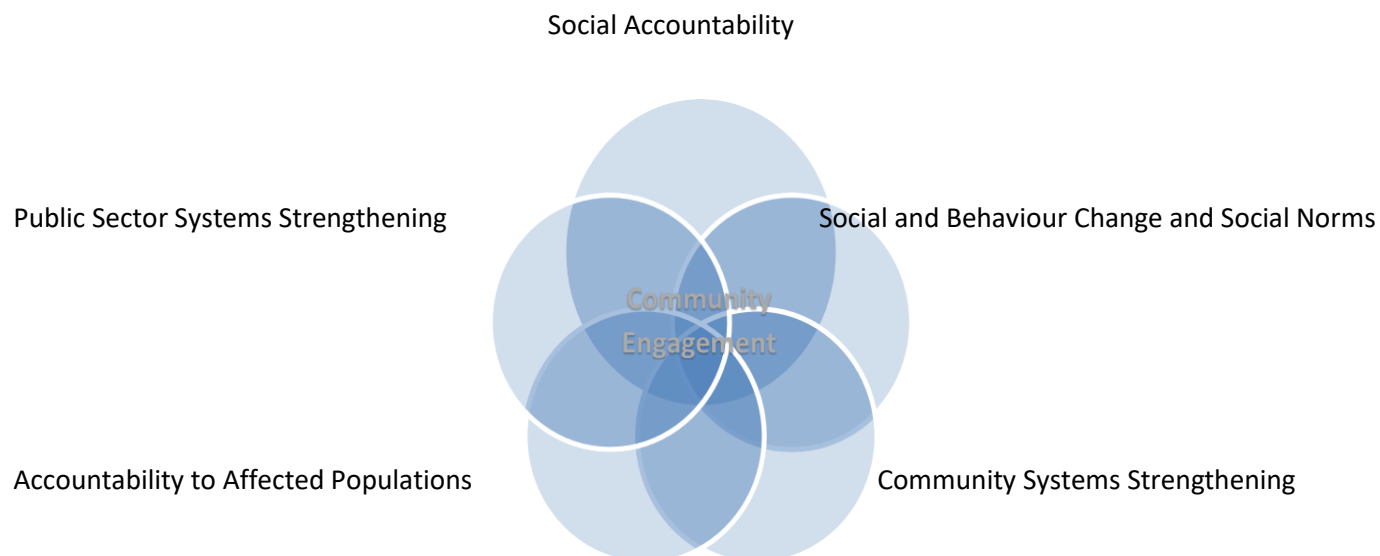 Social Accountability
Public Sector Systems Strengthening
Social and Behaviour Change and Social Norms
Community
Engagement
Accountability to Affected Populations
Community Systems Strengthening